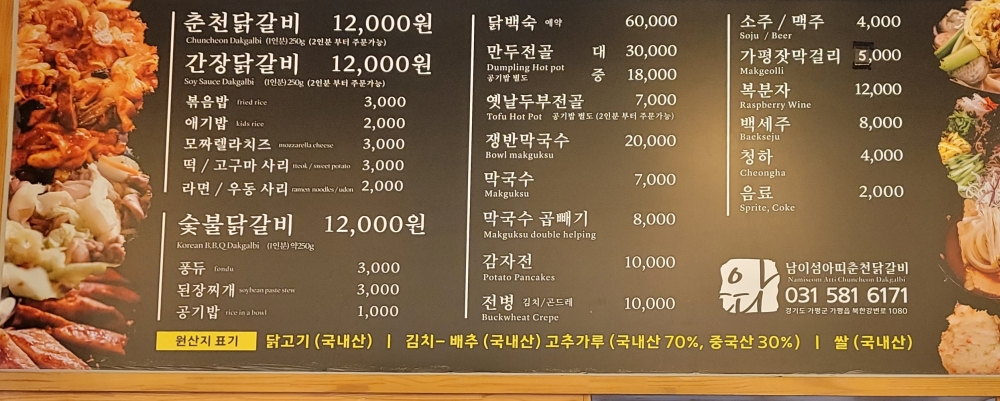 춘천닭갈비 12,000원
Chuncheon Dakgalbi (1인분) 250g (2인분 부터 주문가능)
간장닭갈비 12,000원
Soy Sauce Dakgalbi (1인분) 250g (2인분 부터 주문가능)
볶음밥 fried rice 3,000
애기밥 kids rice 2,000
모짜렐라치즈 mozzarella cheese 3,000
떡 / 고구마 사리 tteok / sweet potato 3,000
라면 / 우동 사리 ramen noodles / udon 2,000
숯불닭갈비 12,000원
Korean B.B.Q Dakgalbi (1인분) 약250g
퐁듀 fondu 3,000
된장찌개 soybean paste stew 3,000
공기밥 rice in a bowl 1,000
닭백숙 예약 60,000
만두전골 대 30,000
Dumpling Hot pot
공기밥 별도 중 18,000
옛날두부전골 7,000
Tofu Hot Pot 공기밥 별도 (2인분 부터 주문가능)
쟁반막국수 20,000
Bowl makguksu
막국수 7,000
Makguksu
막국수 곱빼기 8,000
Makguksu double helping
감자전 10,000
Potato Pancakes
전병 김치/곤드레 10,000
Buckwheat Crepe
소주 / 맥주 4,000
Soju / Beer
가평잣막걸리 5,000
Makgeolli
복분자 12,000
Raspberry Wine
백세주 8,000
Baekseju
청하 4,000
Cheongha
음료 2,000
Sprite, Coke
남이섬아띠춘천닭갈비
Namiseom Atti Chuncheon Dakgalbi
031 581 6171
경기도 가평군 가평읍 북한강변로 1080
원산지 표기 닭고기 (국내산) | 김치- 배추 (국내산) 고추가루 (국내산 70%, 중국산 30%) | 쌀 (국내산)